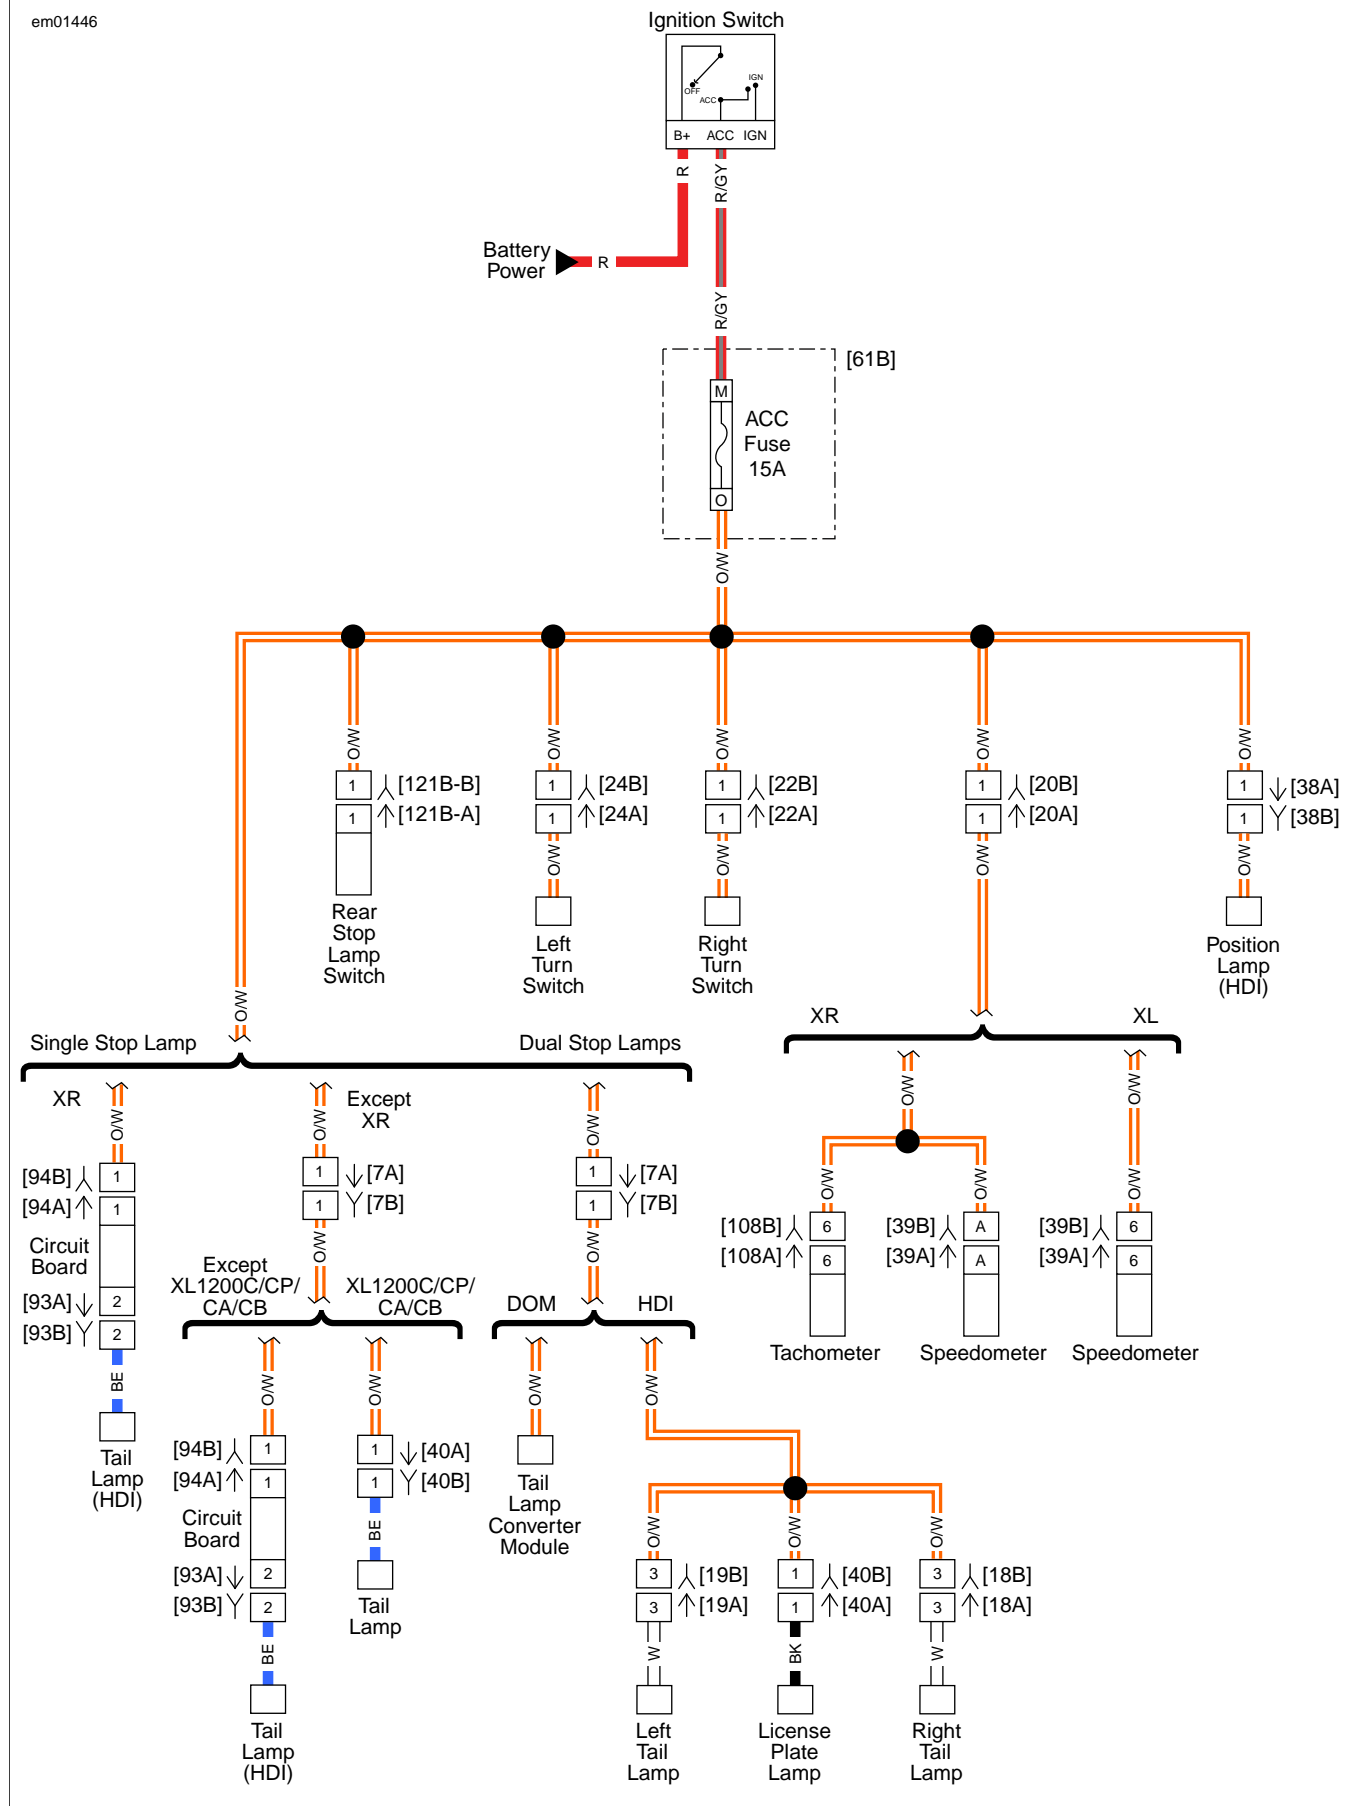 em01446
Ignition Switch
OFF
ACC
IGN
B+ ACC IGN
R
R/GY
Battery
Power
R
R/GY
[61B]
M
ACC
Fuse
15A
O
O/W
O/W O/W O/W O/W O/W
1 [121B-B] 1 [24B] 1 [22B] 1 [20B] 1 [38A]
1 [121B-A] 1 [24A] 1 [22A] 1 [20A] 1 [38B]
O/W O/W O/W O/W
Rear
Stop
Lamp
Switch
Left
Turn
Switch
Right
Turn
Switch
Position
Lamp
(HDI)
O/W
Single Stop Lamp
Dual Stop Lamps
XR
XL
XR
Except
XR
O/W O/W O/W O/W O/W
[94B] 1
[94A] 1
Circuit
Board
[93A] 2
[93B] 2
BE
Tail
Lamp
(HDI)
1 [7A]
1 [7B]
O/W
1 [7A]
1 [7B]
O/W
O/W O/W
[108B] 6
[108A] 6
Tachometer
[39B] A
[39A] A
Speedometer
[39B] 6
[39A] 6
Speedometer
Except
XL1200C/CP/
CA/CB
XL1200C/CP/
CA/CB
DOM
HDI
O/W O/W O/W O/W
[94B] 1
[94A] 1
Circuit
Board
[93A] 2
[93B] 2
BE
Tail
Lamp
(HDI)
1 [40A]
1 [40B]
BE
Tail
Lamp
Tail
Lamp
Converter
Module
O/W O/W O/W
3 [19B] 1 [40B] 3 [18B]
3 [19A] 1 [40A] 3 [18A]
W BK W
Left
Tail
Lamp
License
Plate
Lamp
Right
Tail
Lamp